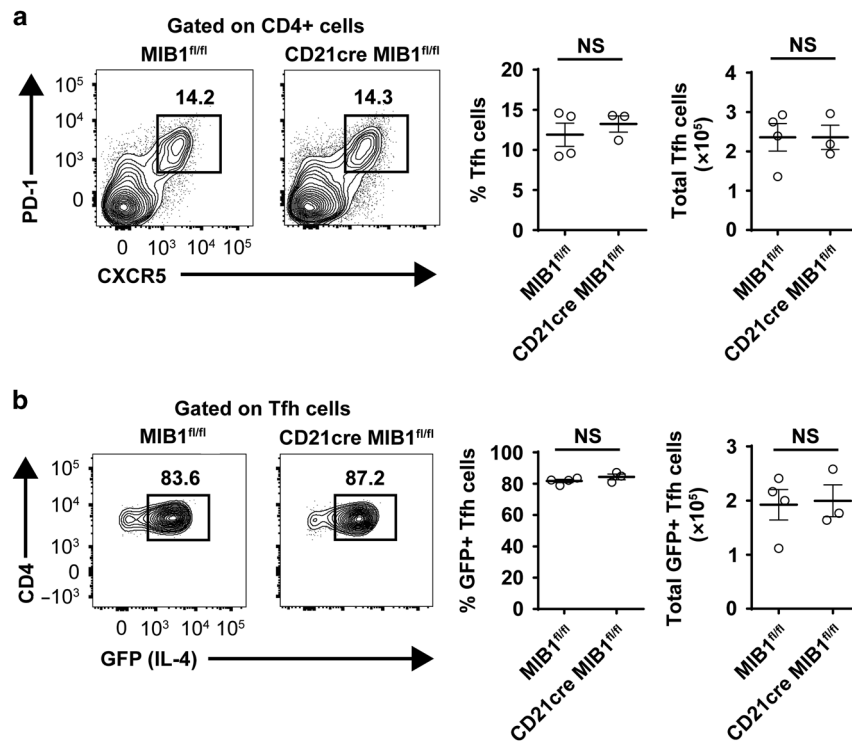 a
Gated on CD4+ cells
MIB1fl/fl
CD21cre MIB1fl/fl
10⁵
10⁴
10³
0
PD-1
14.2
14.3
0 10³ 10⁴ 10⁵
CXCR5
NS
% Tfh cells
20
15
10
5
0
MIB1fl/fl
CD21cre MIB1fl/fl
NS
Total Tfh cells
(×10⁵)
4
3
2
1
0
MIB1fl/fl
CD21cre MIB1fl/fl
b
Gated on Tfh cells
MIB1fl/fl
CD21cre MIB1fl/fl
10⁵
10⁴
10³
0
−10³
CD4
83.6
87.2
0 10³ 10⁴ 10⁵
GFP (IL-4)
NS
% GFP+ Tfh cells
100
80
60
40
20
0
MIB1fl/fl
CD21cre MIB1fl/fl
NS
Total GFP+ Tfh cells
(×10⁵)
3
2
1
0
MIB1fl/fl
CD21cre MIB1fl/fl